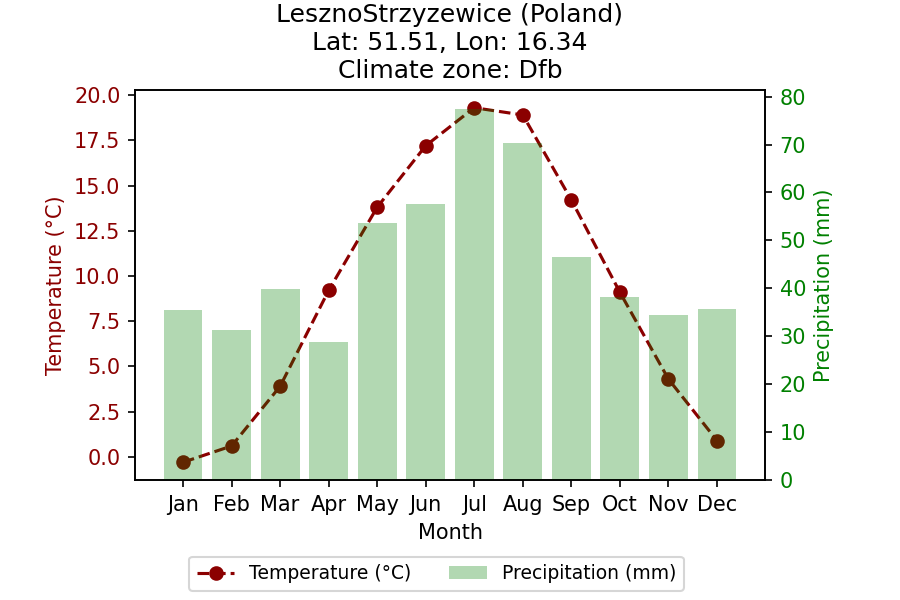 LesznoStrzyzewice (Poland)
Lat: 51.51, Lon: 16.34
Climate zone: Dfb
20.0
17.5
15.0
12.5
10.0
7.5
5.0
2.5
0.0
Temperature (°C)
80
70
60
50
40
30
20
10
0
Precipitation (mm)
Jan Feb Mar Apr May Jun Jul Aug Sep Oct Nov Dec
Month
Temperature (°C) Precipitation (mm)